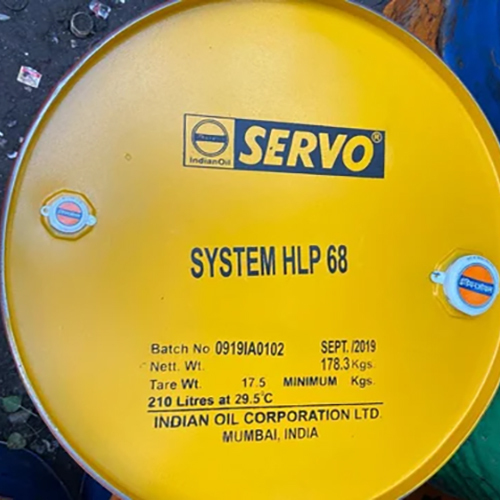 IndianOil
SERVO®
SYSTEM HLP 68
Batch No 0919IA0102 SEPT./2019
Nett. Wt. 178.3 Kgs.
Tare Wt. 17.5 MINIMUM Kgs.
210 Litres at 29.5°C
INDIAN OIL CORPORATION LTD.
MUMBAI, INDIA